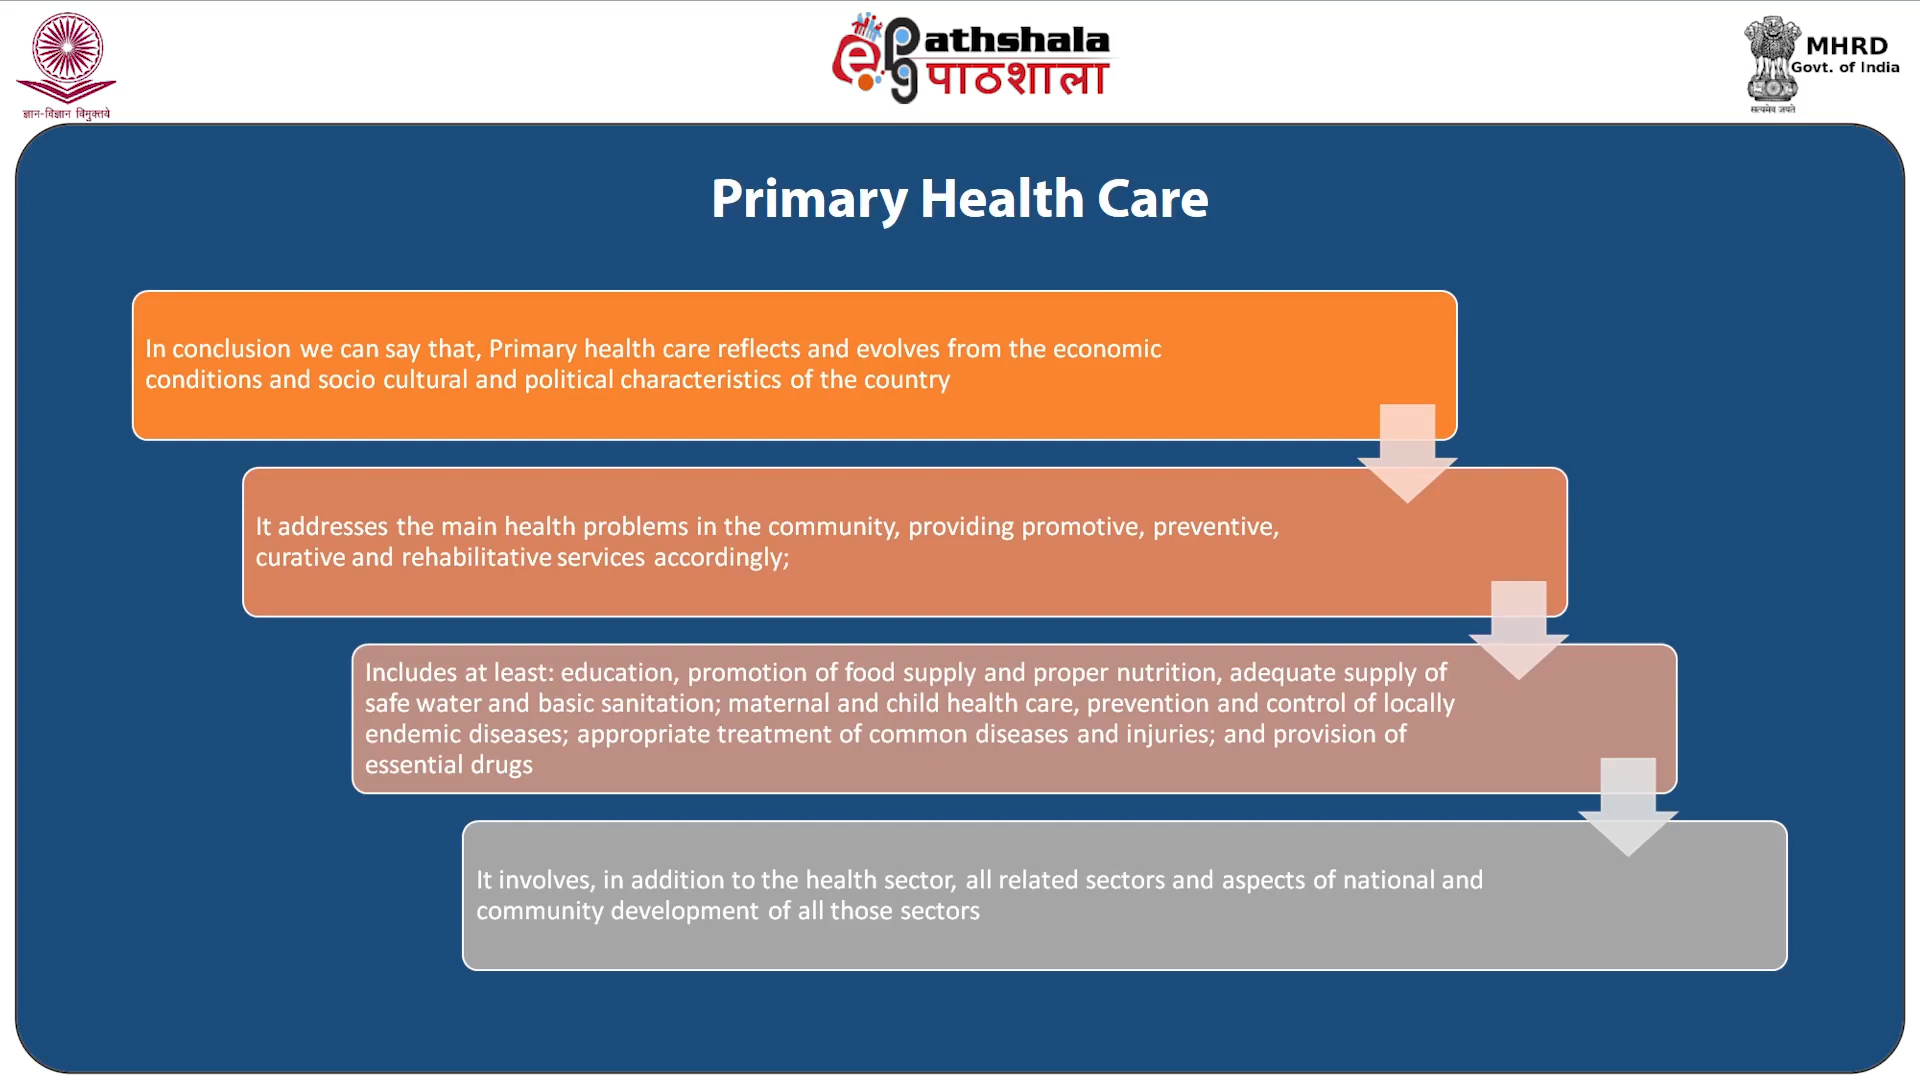 ज्ञान-विज्ञान विमुक्तये
ePG Pathshala
पाठशाला
MHRD
Govt. of India
सत्यमेव जयते
Primary Health Care
In conclusion we can say that, Primary health care reflects and evolves from the economic
conditions and socio cultural and political characteristics of the country
It addresses the main health problems in the community, providing promotive, preventive,
curative and rehabilitative services accordingly;
Includes at least: education, promotion of food supply and proper nutrition, adequate supply of
safe water and basic sanitation; maternal and child health care, prevention and control of locally
endemic diseases; appropriate treatment of common diseases and injuries; and provision of
essential drugs
It involves, in addition to the health sector, all related sectors and aspects of national and
community development of all those sectors